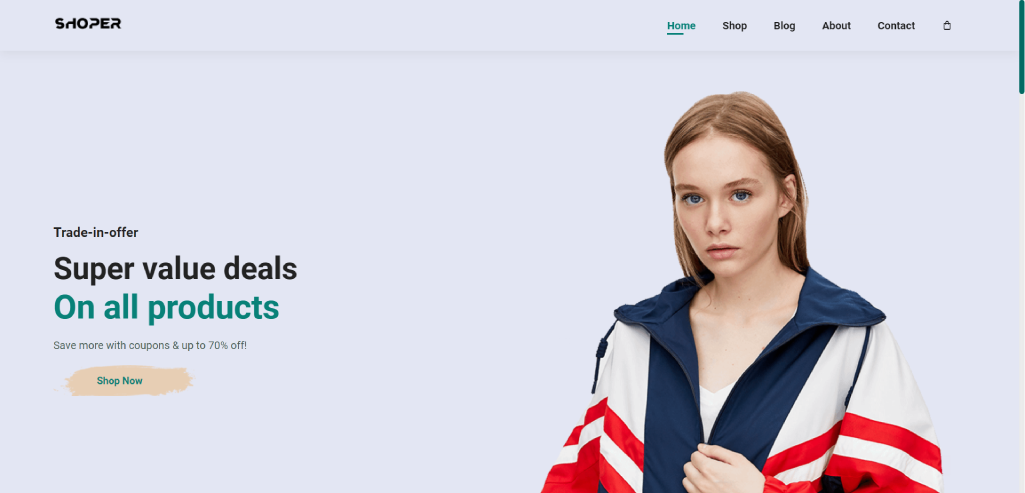 SHOPER
Home
Shop
Blog
About
Contact
Trade-in-offer
Super value deals
On all products
Save more with coupons & up to 70% off!
Shop Now